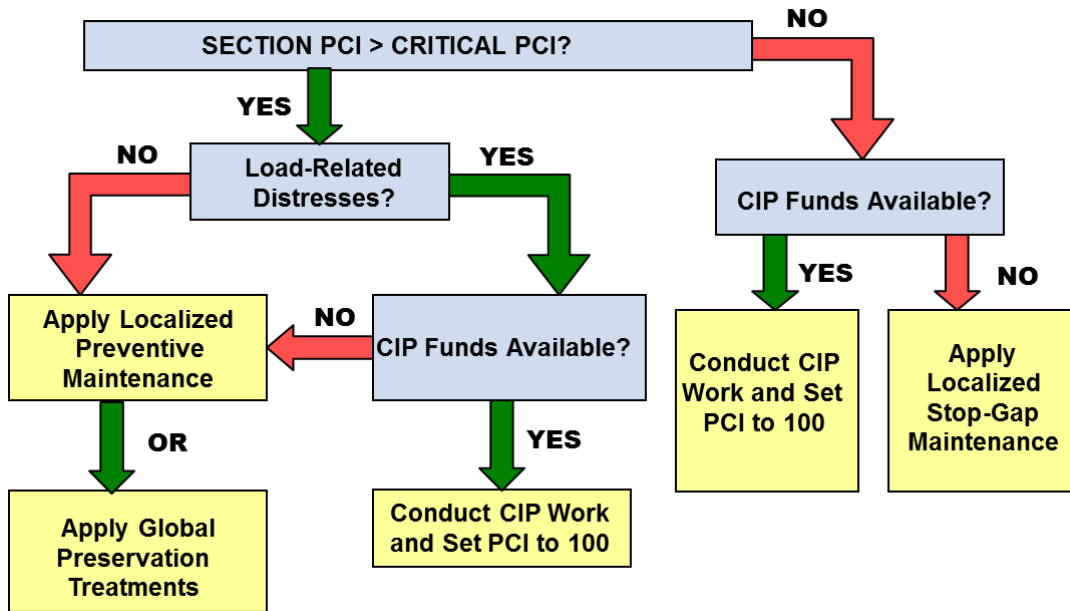 SECTION PCI > CRITICAL PCI?
NO
YES
NO
Load-Related
Distresses?
YES
CIP Funds Available?
YES
NO
Apply Localized
Preventive
Maintenance
NO
CIP Funds Available?
Conduct CIP
Work and Set
PCI to 100
Apply
Localized
Stop-Gap
Maintenance
OR
YES
Apply Global
Preservation
Treatments
Conduct CIP Work
and Set PCI to 100